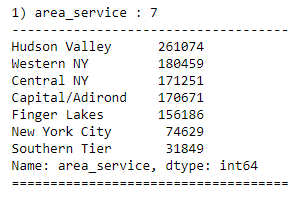 1) area_service : 7
------------------------------------
Hudson Valley      261074
Western NY         180459
Central NY         171251
Capital/Adirond    170671
Finger Lakes       156186
New York City       74629
Southern Tier       31849
Name: area_service, dtype: int64
====================================